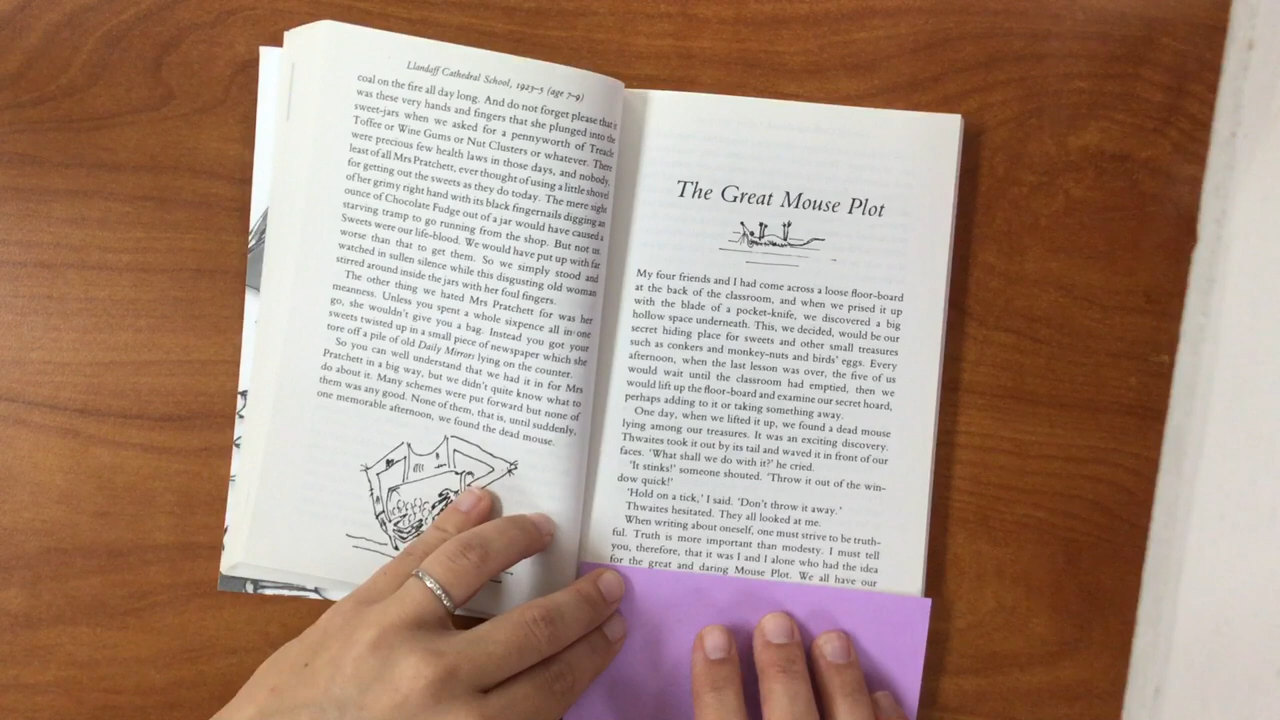 Llandaff Cathedral School, 1923–5 (age 7–9)
coal on the fire all day long. And do not forget please that it
was these very hands and fingers that she plunged into the
sweet-jars when we asked for a pennyworth of Treacle
Toffee or Wine Gums or Nut Clusters or whatever. There
were precious few health laws in those days, and nobody,
least of all Mrs Pratchett, ever thought of using a little shovel
for getting out the sweets as they do today. The mere sight
of her grimy right hand with its black fingernails digging an
ounce of Chocolate Fudge out of a jar would have caused a
starving tramp to go running from the shop. But not us.
Sweets were our life-blood. We would have put up with far
worse than that to get them. So we simply stood and
watched in sullen silence while this disgusting old woman
stirred around inside the jars with her foul fingers.
The other thing we hated Mrs Pratchett for was her
meanness. Unless you spent a whole sixpence all in one
go, she wouldn't give you a bag. Instead you got your
sweets twisted up in a small piece of newspaper which she
tore off a pile of old Daily Mirrors lying on the counter.
So you can well understand that we had it in for Mrs
Pratchett in a big way, but we didn't quite know what to
do about it. Many schemes were put forward but none of
them was any good. None of them, that is, until suddenly,
one memorable afternoon, we found the dead mouse.
The Great Mouse Plot
My four friends and I had come across a loose floor-board
at the back of the classroom, and when we prised it up
with the blade of a pocket-knife, we discovered a big
hollow space underneath. This, we decided, would be our
secret hiding place for sweets and other small treasures
such as conkers and monkey-nuts and birds' eggs. Every
afternoon, when the last lesson was over, the five of us
would wait until the classroom had emptied, then we
would lift up the floor-board and examine our secret hoard,
perhaps adding to it or taking something away.
One day, when we lifted it up, we found a dead mouse
lying among our treasures. It was an exciting discovery.
Thwaites took it out by its tail and waved it in front of our
faces. 'What shall we do with it?' he cried.
'It stinks!' someone shouted. 'Throw it out of the win-
dow quick!'
'Hold on a tick,' I said. 'Don't throw it away.'
Thwaites hesitated. They all looked at me.
When writing about oneself, one must strive to be truth-
ful. Truth is more important than modesty. I must tell
you, therefore, that it was I and I alone who had the idea
for the great and daring Mouse Plot. We all have our